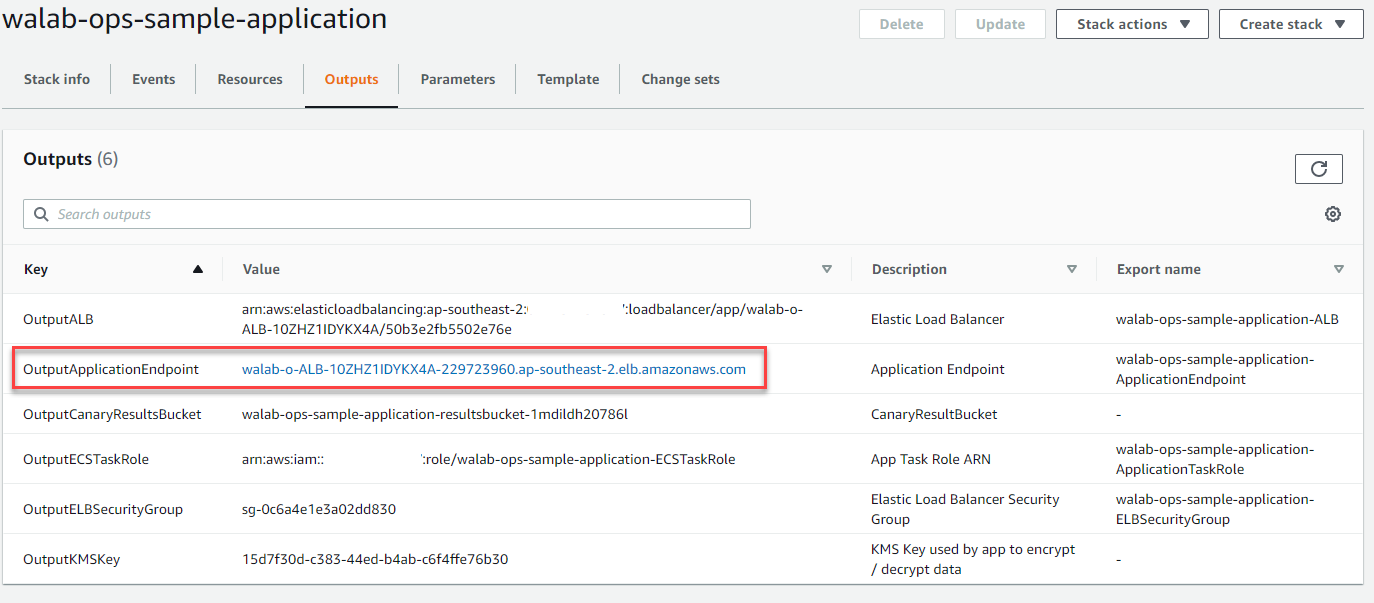 walab-ops-sample-application
Delete
Update
Stack actions
Create stack
Stack info
Events
Resources
Outputs
Parameters
Template
Change sets
Outputs (6)
Search outputs
Key
Value
Description
Export name
OutputALB
arn:aws:elasticloadbalancing:ap-southeast-2: :loadbalancer/app/walab-o-
ALB-10ZHZ1IDYKX4A/50b3e2fb5502e76e
Elastic Load Balancer
walab-ops-sample-application-ALB
OutputApplicationEndpoint
walab-o-ALB-10ZHZ1IDYKX4A-229723960.ap-southeast-2.elb.amazonaws.com
Application Endpoint
walab-ops-sample-application-
ApplicationEndpoint
OutputCanaryResultsBucket
walab-ops-sample-application-resultsbucket-1mdildh20786l
CanaryResultBucket
-
OutputECSTaskRole
arn:aws:iam:: :role/walab-ops-sample-application-ECSTaskRole
App Task Role ARN
walab-ops-sample-application-
ApplicationTaskRole
OutputELBSecurityGroup
sg-0c6a4e1e3a02dd830
Elastic Load Balancer Security
Group
walab-ops-sample-application-
ELBSecurityGroup
OutputKMSKey
15d7f30d-c383-44ed-b4ab-c6f4ffe76b30
KMS Key used by app to encrypt
/ decrypt data
-